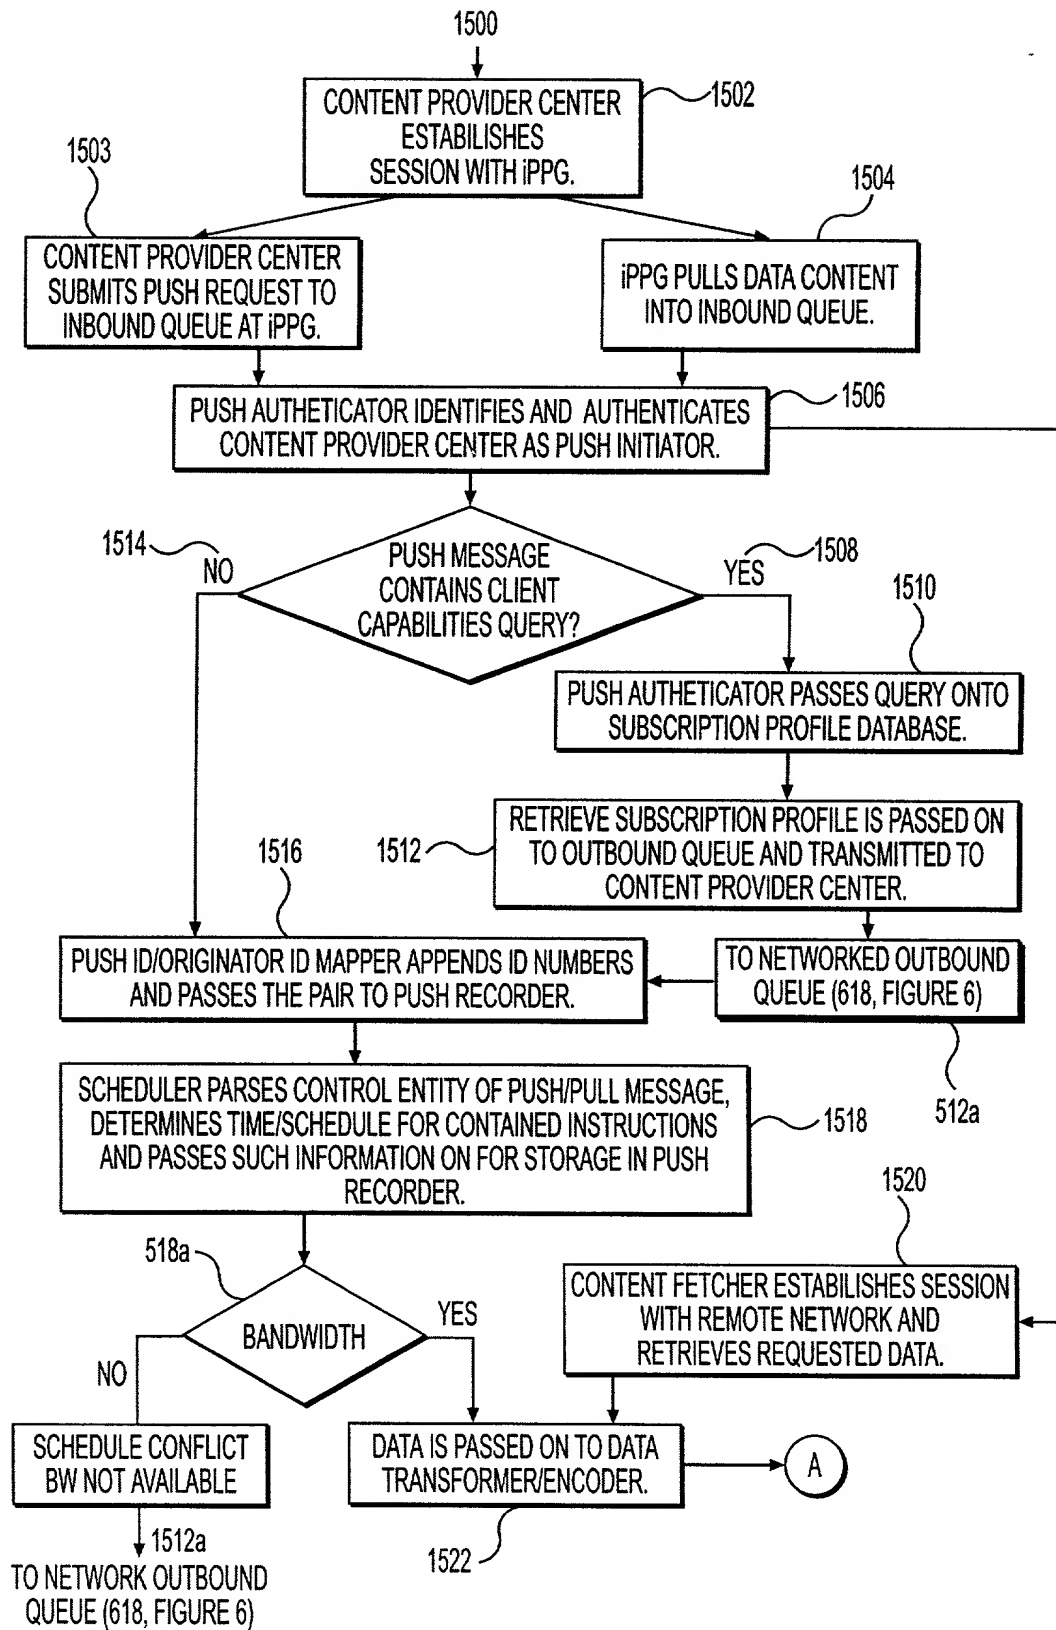 1500
CONTENT PROVIDER CENTER
ESTABILISHES
SESSION WITH iPPG.
1502
1503
CONTENT PROVIDER CENTER
SUBMITS PUSH REQUEST TO
INBOUND QUEUE AT iPPG.
1504
iPPG PULLS DATA CONTENT
INTO INBOUND QUEUE.
PUSH AUTHETICATOR IDENTIFIES AND AUTHENTICATES
CONTENT PROVIDER CENTER AS PUSH INITIATOR.
1506
PUSH MESSAGE
CONTAINS CLIENT
CAPABILITIES QUERY?
1514
NO
YES
1508
1510
PUSH AUTHETICATOR PASSES QUERY ONTO
SUBSCRIPTION PROFILE DATABASE.
1512
RETRIEVE SUBSCRIPTION PROFILE IS PASSED ON
TO OUTBOUND QUEUE AND TRANSMITTED TO
CONTENT PROVIDER CENTER.
1516
PUSH ID/ORIGINATOR ID MAPPER APPENDS ID NUMBERS
AND PASSES THE PAIR TO PUSH RECORDER.
TO NETWORKED OUTBOUND
QUEUE (618, FIGURE 6)
512a
SCHEDULER PARSES CONTROL ENTITY OF PUSH/PULL MESSAGE,
DETERMINES TIME/SCHEDULE FOR CONTAINED INSTRUCTIONS
AND PASSES SUCH INFORMATION ON FOR STORAGE IN PUSH
RECORDER.
1518
518a
BANDWIDTH
YES
NO
1520
CONTENT FETCHER ESTABILISHES SESSION
WITH REMOTE NETWORK AND
RETRIEVES REQUESTED DATA.
SCHEDULE CONFLICT
BW NOT AVAILABLE
DATA IS PASSED ON TO DATA
TRANSFORMER/ENCODER.
A
1522
1512a
TO NETWORK OUTBOUND
QUEUE (618, FIGURE 6)